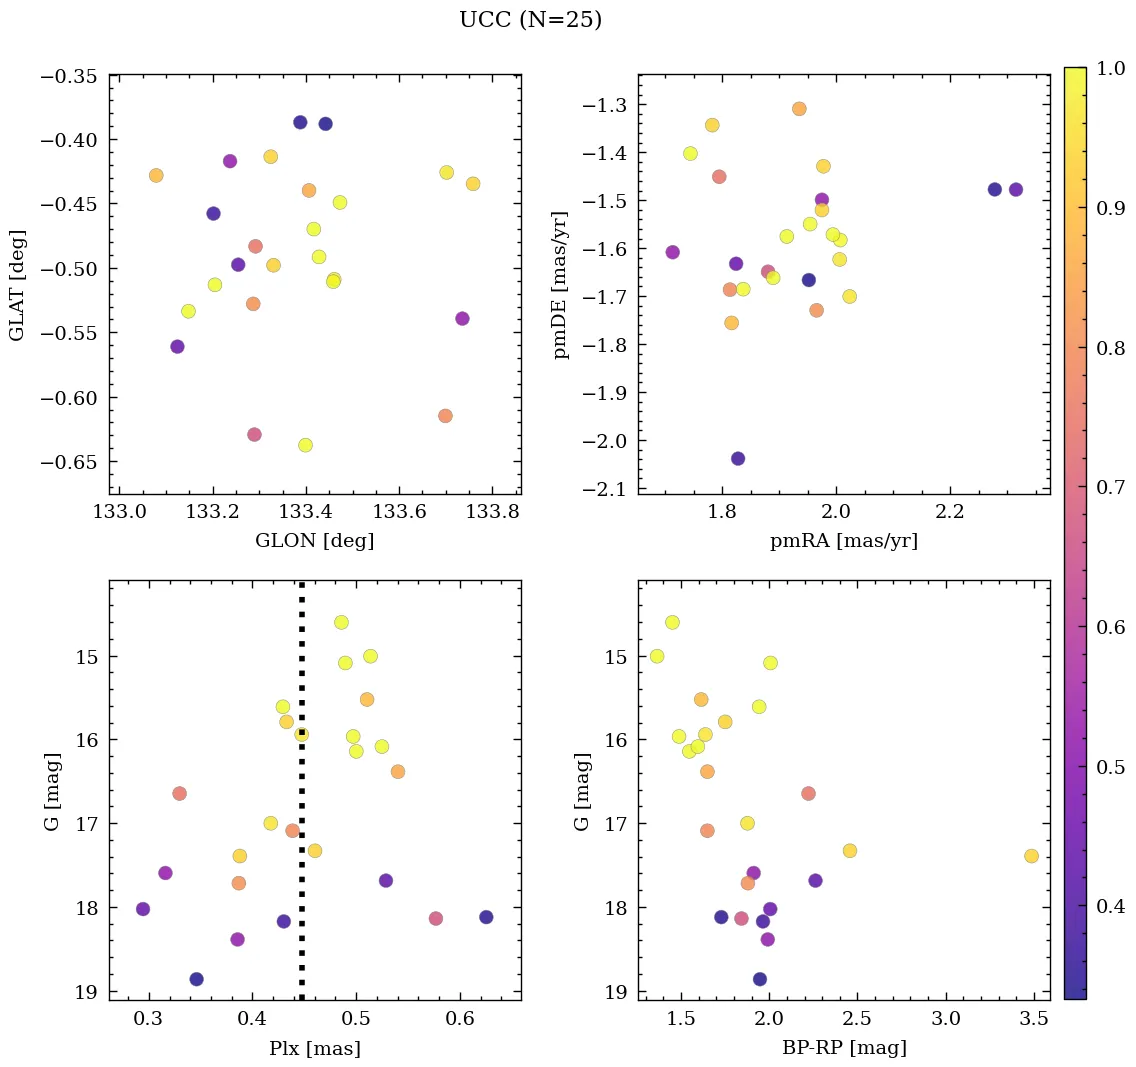 UCC (N=25)
−0.35
−0.40
−0.45
−0.50
−0.55
−0.60
−0.65
GLAT [deg]
133.0 133.2 133.4 133.6 133.8
GLON [deg]
−1.3
−1.4
−1.5
−1.6
−1.7
−1.8
−1.9
−2.0
−2.1
pmDE [mas/yr]
1.8 2.0 2.2
pmRA [mas/yr]
15
16
17
18
19
G [mag]
0.3 0.4 0.5 0.6
Plx [mas]
15
16
17
18
19
G [mag]
1.5 2.0 2.5 3.0 3.5
BP-RP [mag]
1.0
0.9
0.8
0.7
0.6
0.5
0.4